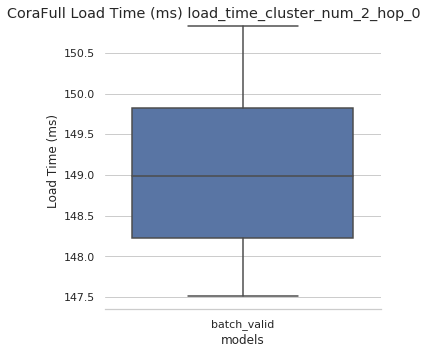 CoraFull Load Time (ms) load_time_cluster_num_2_hop_0
150.5
150.0
149.5
149.0
148.5
148.0
147.5
Load Time (ms)
batch_valid
models